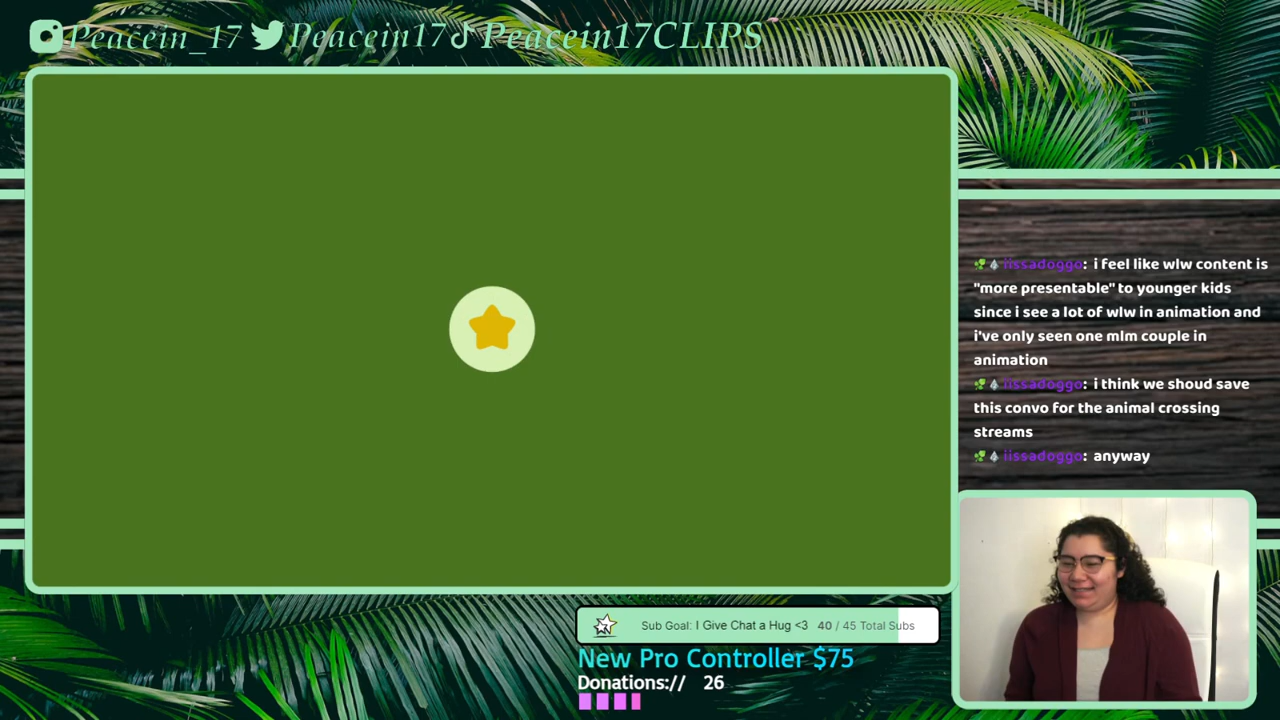 Peacein_17 Peacein17 Peacein17CLIPS
iissadoggo: i feel like wlw content is
"more presentable" to younger kids
since i see a lot of wlw in animation and
i've only seen one mlm couple in
animation
iissadoggo: i think we shoud save
this convo for the animal crossing
streams
iissadoggo: anyway
Sub Goal: I Give Chat a Hug <3 40 / 45 Total Subs
New Pro Controller $75
Donations:// 26